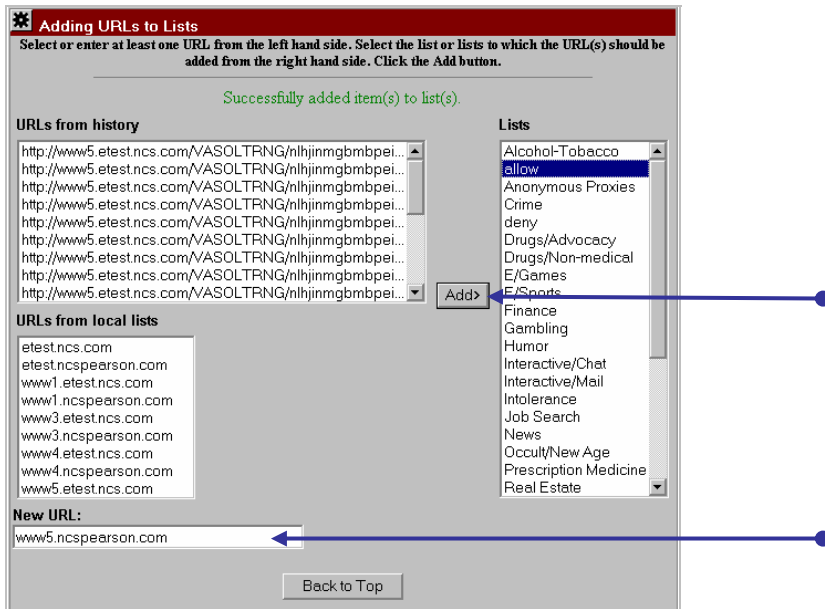 Adding URLs to Lists
Select or enter at least one URL from the left hand side. Select the list or lists to which the URL(s) should be
added from the right hand side. Click the Add button.
Successfully added item(s) to list(s).
URLs from history
http://www5.etest.ncs.com/VASOLTRNG/nlhjinmgbmbpei...
http://www5.etest.ncs.com/VASOLTRNG/nlhjinmgbmbpei...
http://www5.etest.ncs.com/VASOLTRNG/nlhjinmgbmbpei...
http://www5.etest.ncs.com/VASOLTRNG/nlhjinmgbmbpei...
http://www5.etest.ncs.com/VASOLTRNG/nlhjinmgbmbpei...
http://www5.etest.ncs.com/VASOLTRNG/nlhjinmgbmbpei...
http://www5.etest.ncs.com/VASOLTRNG/nlhjinmgbmbpei...
http://www5.etest.ncs.com/VASOLTRNG/nlhjinmgbmbpei...
http://www5.etest.ncs.com/VASOLTRNG/nlhjinmgbmbpei...
Add>
Lists
Alcohol-Tobacco
allow
Anonymous Proxies
Crime
deny
Drugs/Advocacy
Drugs/Non-medical
E/Games
E/Sports
Finance
Gambling
Humor
Interactive/Chat
Interactive/Mail
Intolerance
Job Search
News
Occult/New Age
Prescription Medicine
Real Estate
URLs from local lists
etest.ncs.com
etest.ncspearson.com
www1.etest.ncs.com
www1.ncspearson.com
www3.etest.ncs.com
www3.ncspearson.com
www4.etest.ncs.com
www4.ncspearson.com
www5.etest.ncs.com
New URL:
www5.ncspearson.com
Back to Top